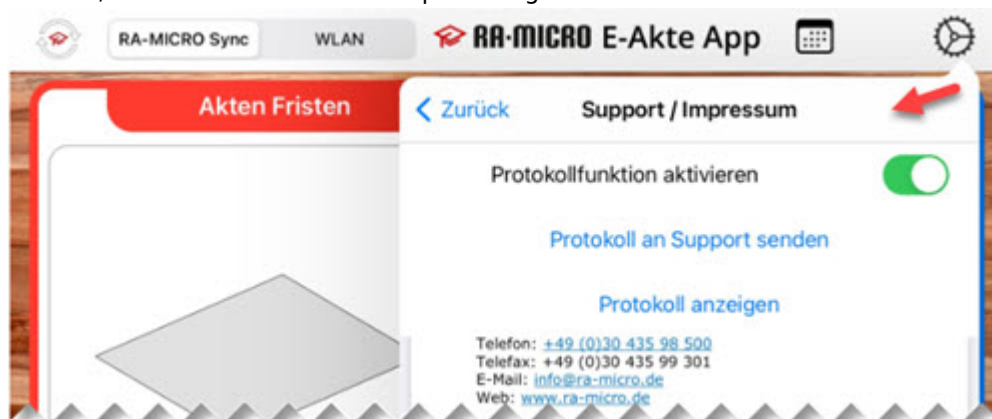 RA-MICRO Sync WLAN RA-MICRO E-Akte App
Akten Fristen
Zurück Support / Impressum
Protokollfunktion aktivieren
Protokoll an Support senden
Protokoll anzeigen
Telefon: +49 (0)30 435 98 500
Telefax: +49 (0)30 435 99 301
E-Mail: info@ra-micro.de
Web: www.ra-micro.de